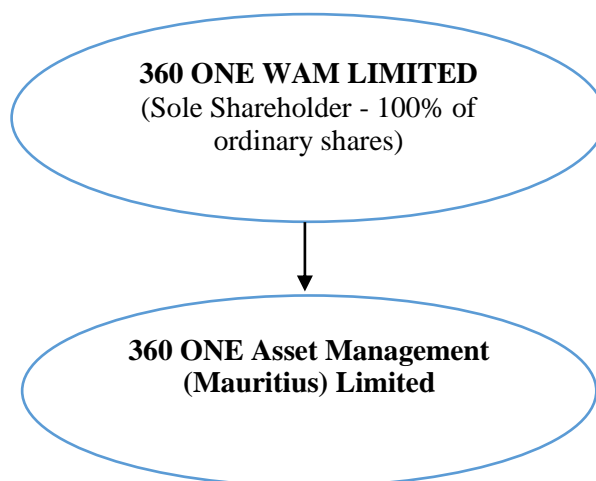 360 ONE WAM LIMITED
(Sole Shareholder - 100% of
ordinary shares)
360 ONE Asset Management
(Mauritius) Limited